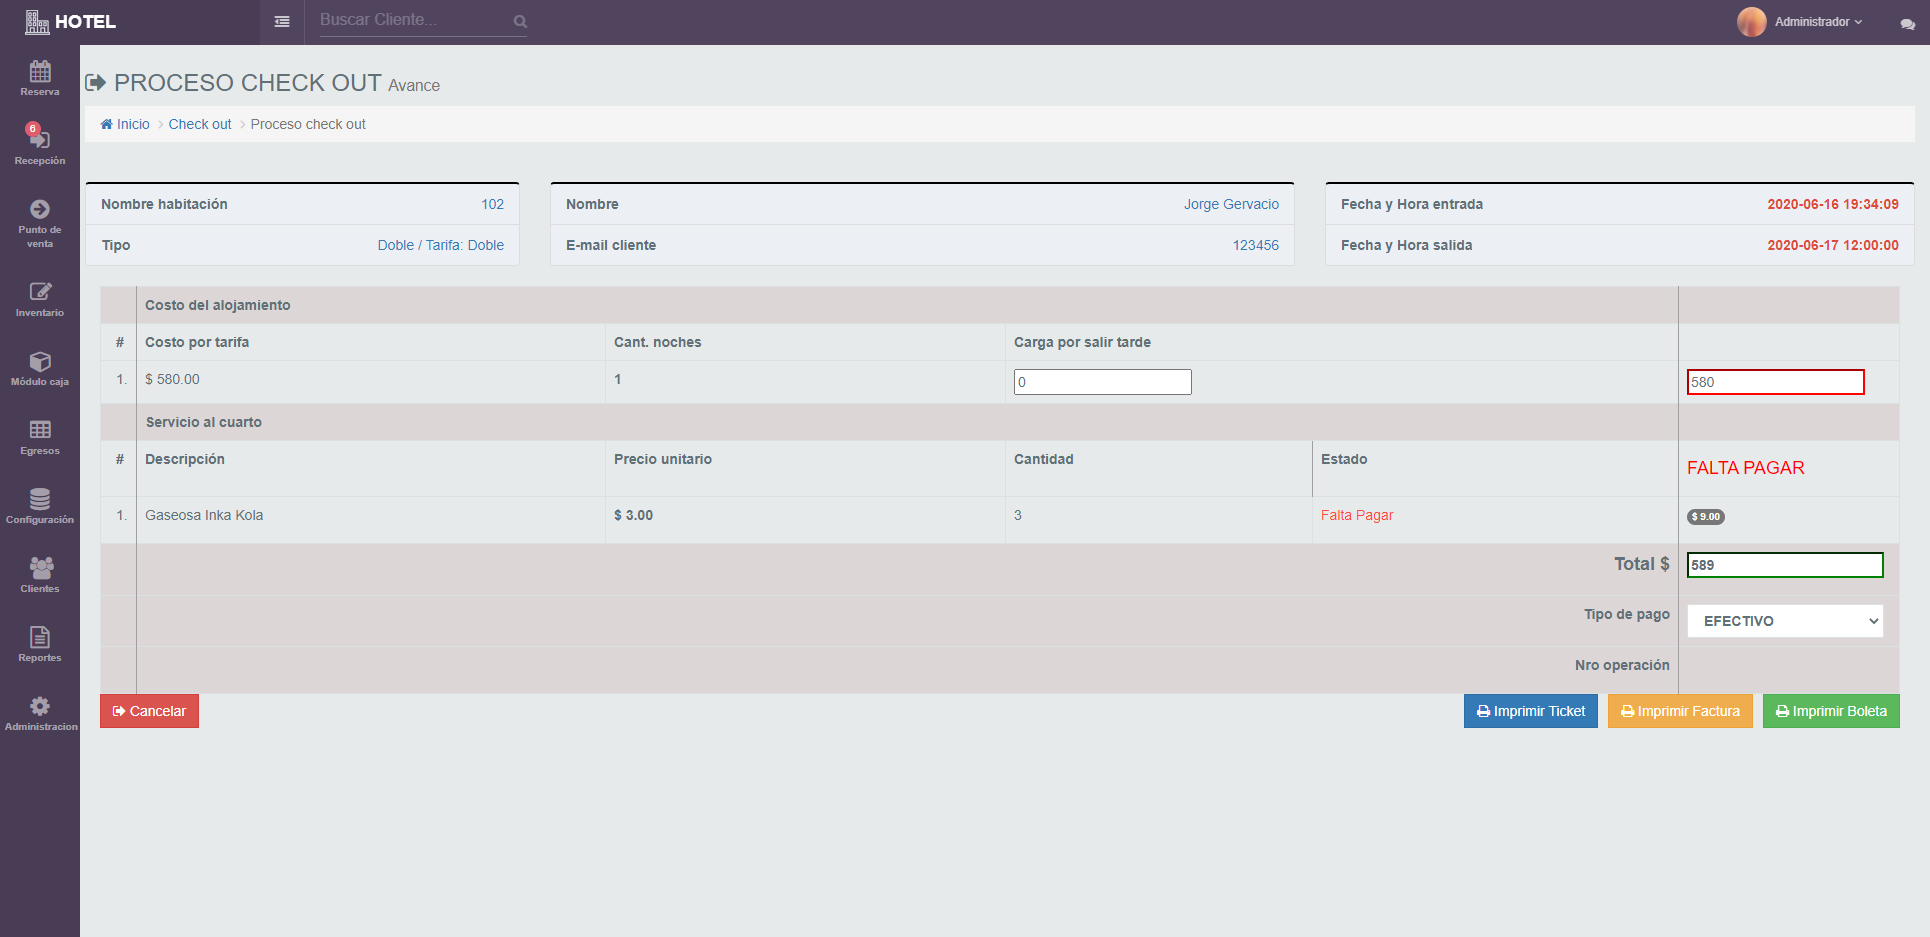 HOTEL
Buscar Cliente...
Administrador
Reserva
6
Recepción
Punto de
venta
Inventario
Módulo caja
Egresos
Configuración
Clientes
Reportes
Administracion
PROCESO CHECK OUT Avance
Inicio > Check out > Proceso check out
Nombre habitación 102
Tipo Doble / Tarifa: Doble
Nombre Jorge Gervacio
E-mail cliente 123456
Fecha y Hora entrada 2020-06-16 19:34:09
Fecha y Hora salida 2020-06-17 12:00:00
Costo del alojamiento
# Costo por tarifa Cant. noches Carga por salir tarde
1. $ 580.00 1 0 580
Servicio al cuarto
# Descripción Precio unitario Cantidad Estado FALTA PAGAR
1. Gaseosa Inka Kola $ 3.00 3 Falta Pagar $ 9.00
Total $ 589
Tipo de pago EFECTIVO
Nro operación
Cancelar Imprimir Ticket Imprimir Factura Imprimir Boleta